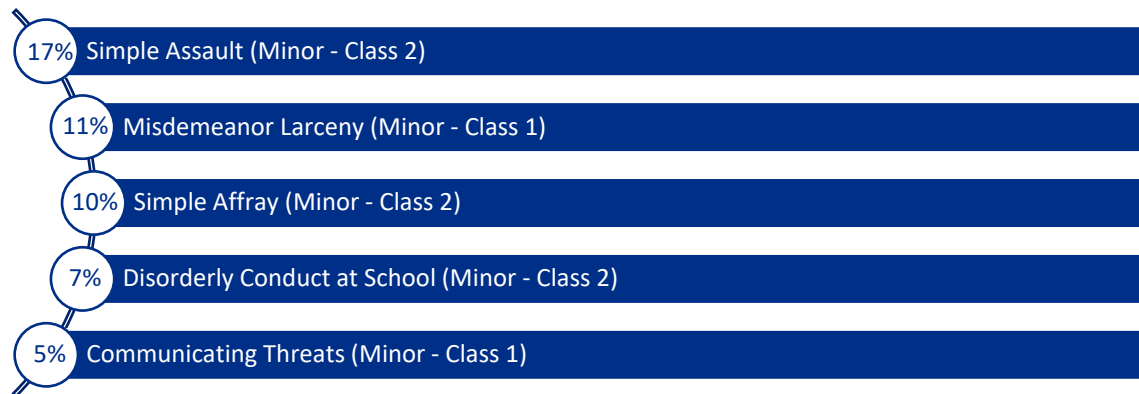 17% Simple Assault (Minor - Class 2)
11% Misdemeanor Larceny (Minor - Class 1)
10% Simple Affray (Minor - Class 2)
7% Disorderly Conduct at School (Minor - Class 2)
5% Communicating Threats (Minor - Class 1)